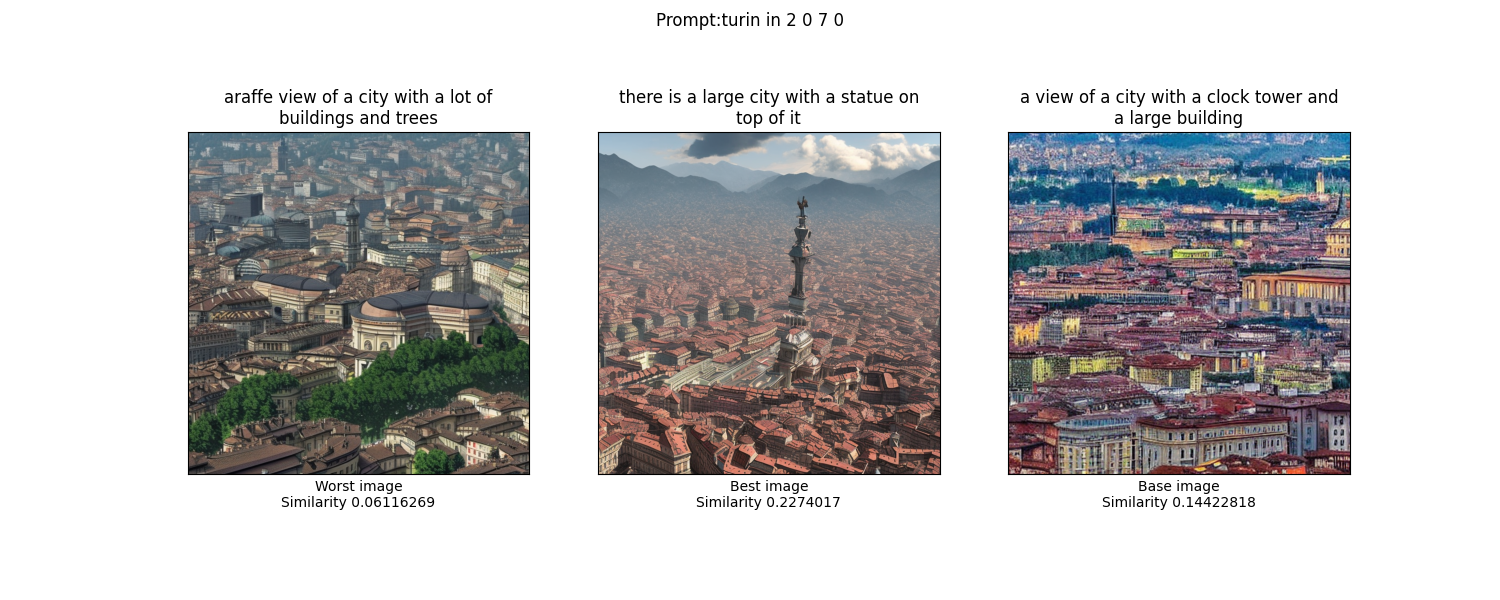 Prompt:turin in 2 0 7 0
araffe view of a city with a lot of
buildings and trees
there is a large city with a statue on
top of it
a view of a city with a clock tower and
a large building
Worst image
Similarity 0.06116269
Best image
Similarity 0.2274017
Base image
Similarity 0.14422818